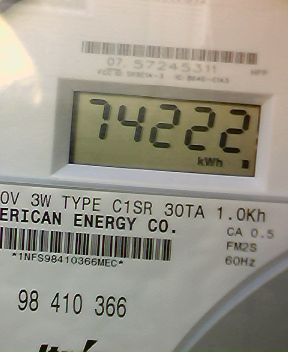 07. 57245311
74222
kWh
0V 3W TYPE C1SR 30TA 1.0Kh
ERICAN ENERGY CO.
CA 0.5
FM2S
60Hz
*1NFS98410366MEC*
98 410 366